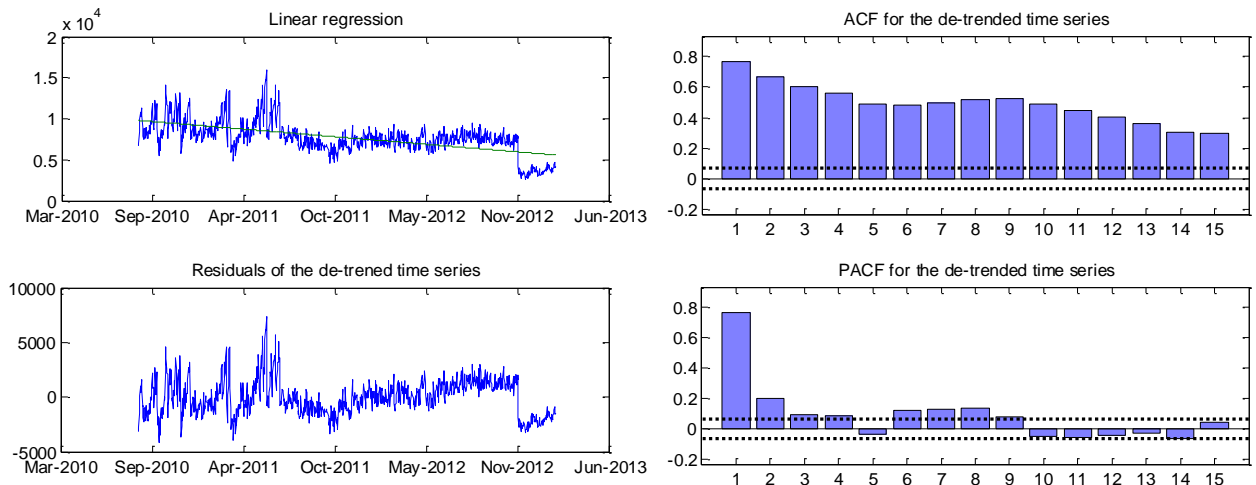 Linear regression
x 10^4
2
1.5
1
0.5
0
Mar-2010 Sep-2010 Apr-2011 Oct-2011 May-2012 Nov-2012 Jun-2013
ACF for the de-trended time series
0.8
0.6
0.4
0.2
0
-0.2
1 2 3 4 5 6 7 8 9 10 11 12 13 14 15
Residuals of the de-trened time series
10000
5000
0
-5000
Mar-2010 Sep-2010 Apr-2011 Oct-2011 May-2012 Nov-2012 Jun-2013
PACF for the de-trended time series
0.8
0.6
0.4
0.2
0
-0.2
1 2 3 4 5 6 7 8 9 10 11 12 13 14 15